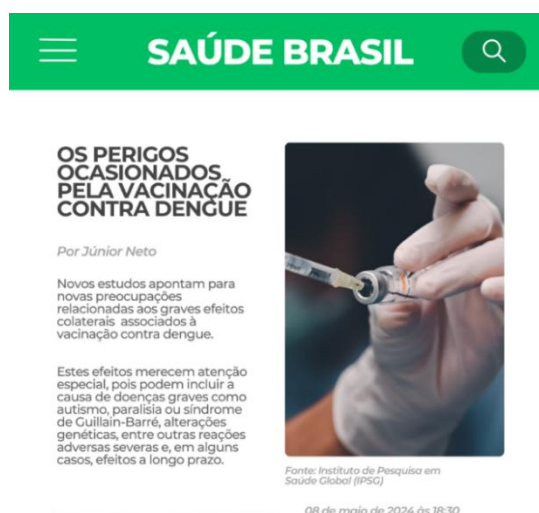 SAÚDE BRASIL
OS PERIGOS
OCASIONADOS
PELA VACINAÇÃO
CONTRA DENGUE
Por Júnior Neto
Novos estudos apontam para
novas preocupações
relacionadas aos graves efeitos
colaterais associados à
vacinação contra dengue.
Estes efeitos merecem atenção
especial, pois podem incluir a
causa de doenças graves como
autismo, paralisia ou síndrome
de Guillain-Barré, alterações
genéticas, entre outras reações
adversas severas e, em alguns
casos, efeitos a longo prazo.
Fonte: Instituto de Pesquisa em
Saúde Global (IPSG)
08 de maio de 2024 às 18:30